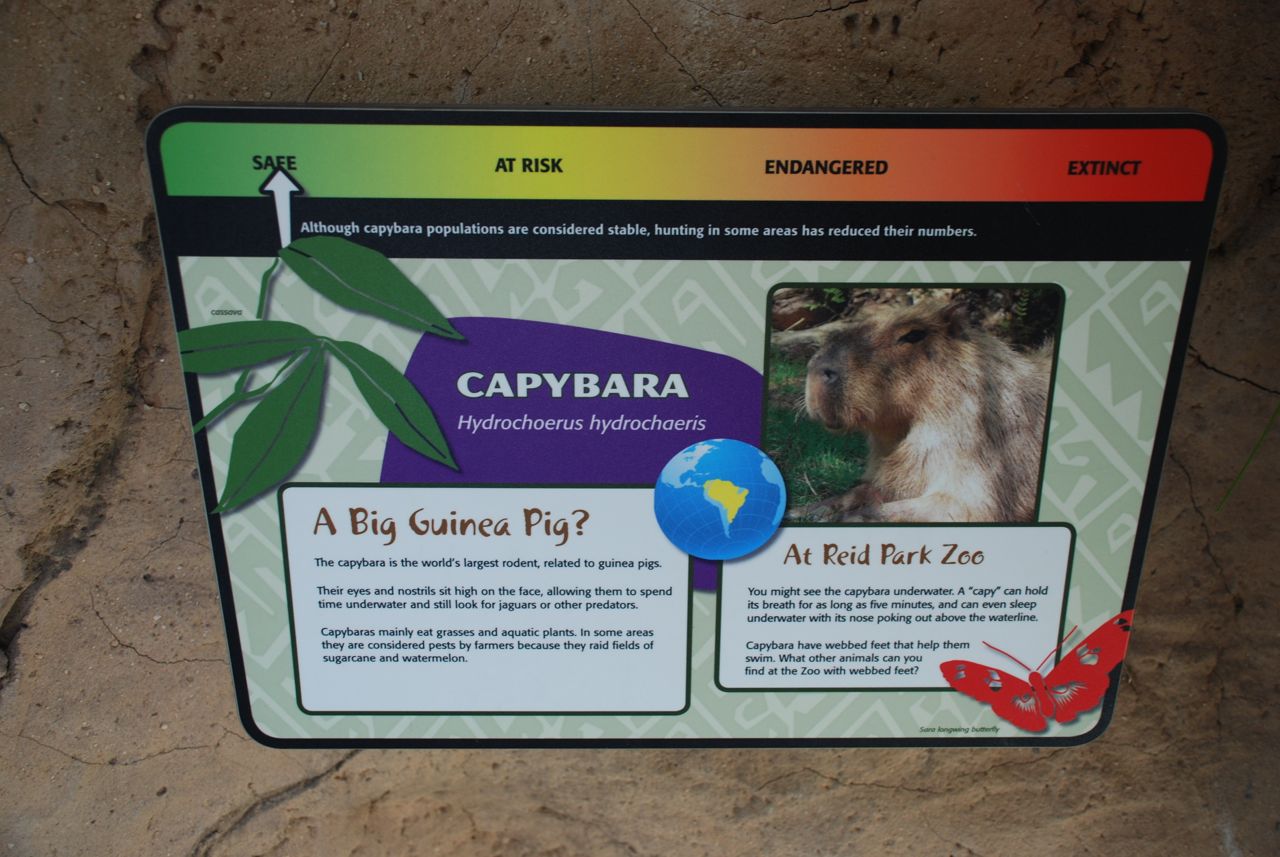 SAFE
AT RISK
ENDANGERED
EXTINCT
Although capybara populations are considered stable, hunting in some areas has reduced their numbers.
cassava
CAPYBARA
Hydrochoerus hydrochaeris
A Big Guinea Pig?
The capybara is the world's largest rodent, related to guinea pigs.
Their eyes and nostrils sit high on the face, allowing them to spend
time underwater and still look for jaguars or other predators.
Capybaras mainly eat grasses and aquatic plants. In some areas
they are considered pests by farmers because they raid fields of
sugarcane and watermelon.
At Reid Park Zoo
You might see the capybara underwater. A "capy" can hold
its breath for as long as five minutes, and can even sleep
underwater with its nose poking out above the waterline.
Capybara have webbed feet that help them
swim. What other animals can you
find at the Zoo with webbed feet?
Sara longwing butterfly